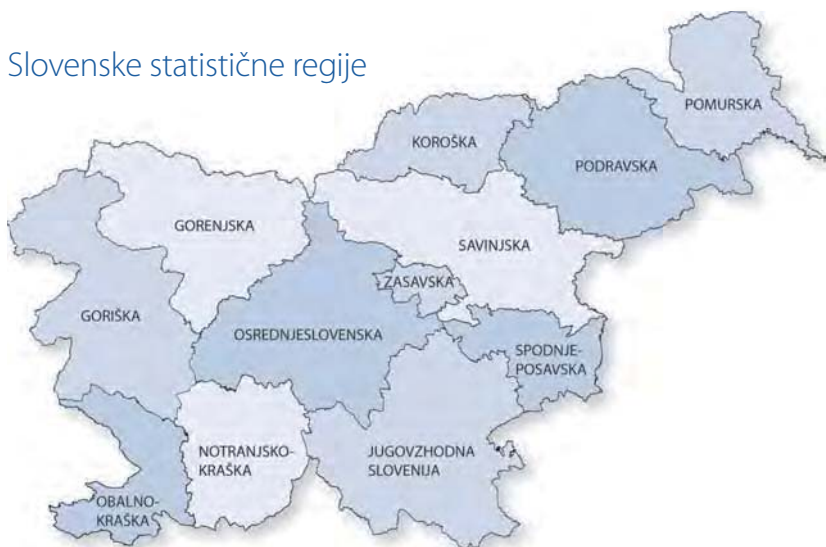 Slovenske statistične regije
POMURSKA
KOROŠKA
PODRAVSKA
GORENJSKA
SAVINJSKA
ZASAVSKA
GORIŠKA
OSREDNJESLOVENSKA
SPODNJE-
POSAVSKA
NOTRANJSKO-
KRAŠKA
JUGOVZHODNA
SLOVENIJA
OBALNO-
KRAŠKA